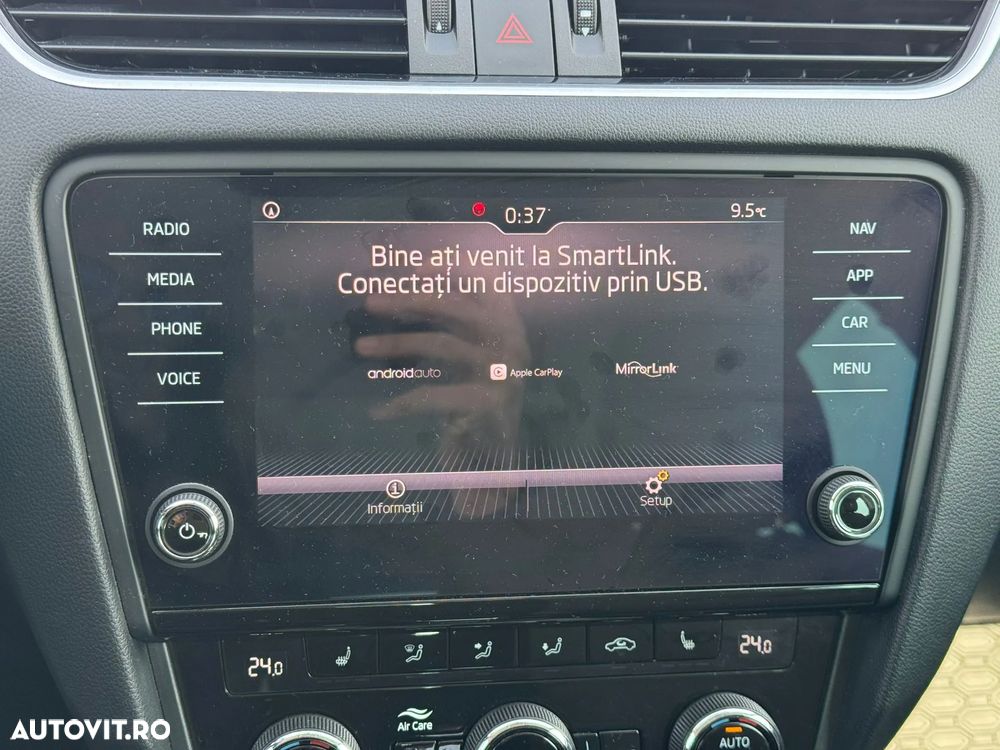 0:37
9.5°C
RADIO
MEDIA
PHONE
VOICE
Bine ați venit la SmartLink.
Conectați un dispozitiv prin USB.
androidauto
Apple CarPlay
MirrorLink
Informații
Setup
NAV
APP
CAR
MENU
24.0
24.0
Air Care
AUTO
AUTOVIT.RO